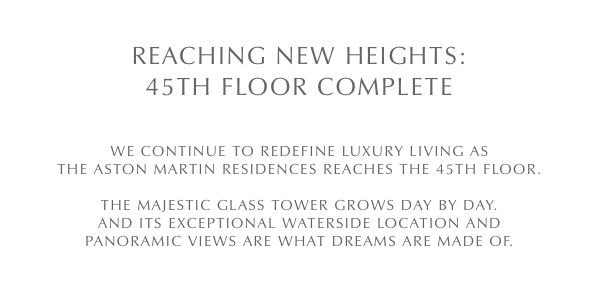 REACHING NEW HEIGHTS:
45TH FLOOR COMPLETE
WE CONTINUE TO REDEFINE LUXURY LIVING AS
THE ASTON MARTIN RESIDENCES REACHES THE 45TH FLOOR.
THE MAJESTIC GLASS TOWER GROWS DAY BY DAY.
AND ITS EXCEPTIONAL WATERSIDE LOCATION AND
PANORAMIC VIEWS ARE WHAT DREAMS ARE MADE OF.